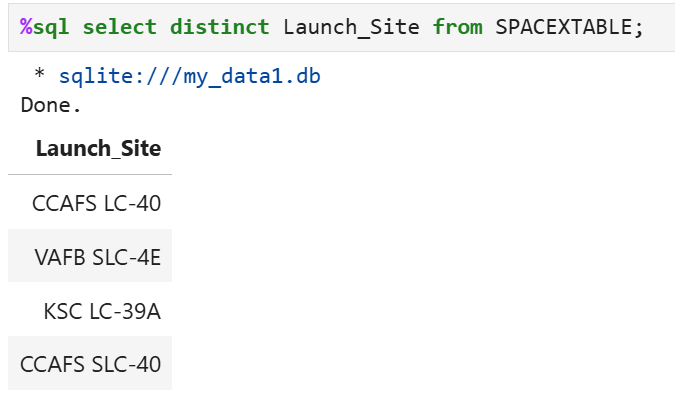 %sql select distinct Launch_Site from SPACEXTABLE;
* sqlite:///my_data1.db
Done.
Launch_Site
CCAFS LC-40
VAFB SLC-4E
KSC LC-39A
CCAFS SLC-40